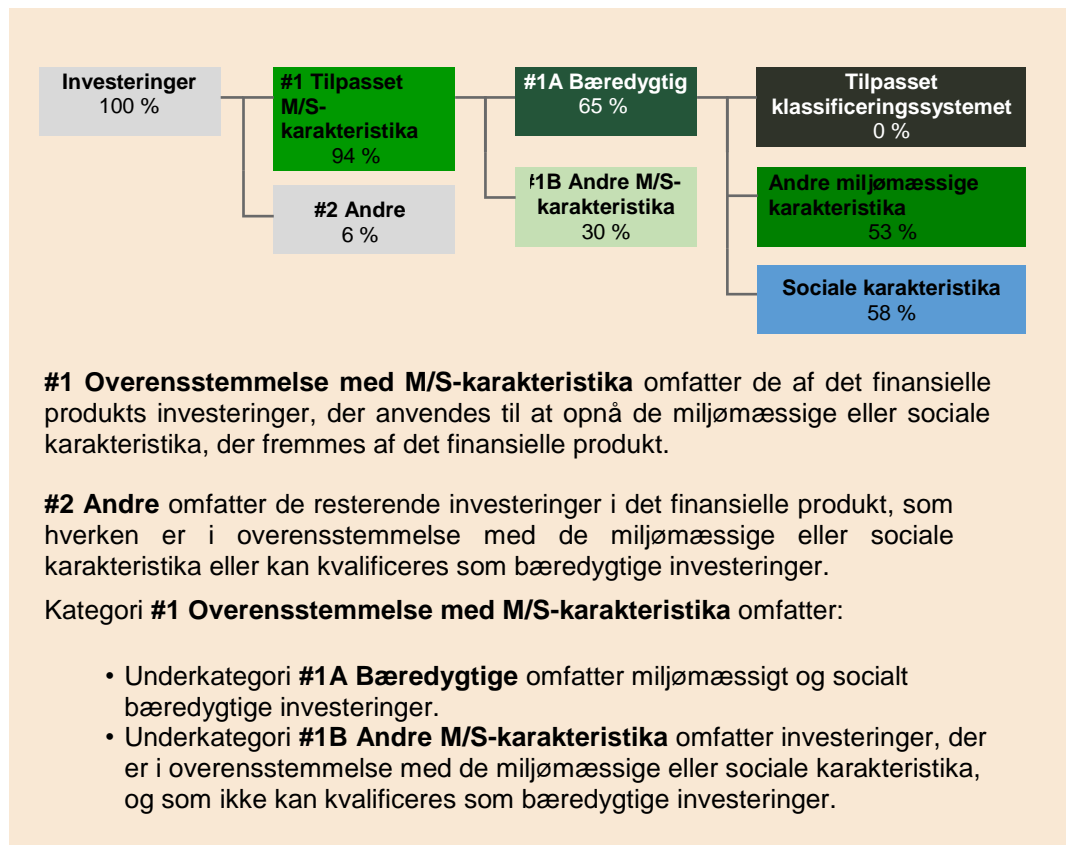 Investeringer
100 %
#1 Tilpasset
M/S-
karakteristika
94 %
#2 Andre
6 %
#1A Bæredygtig
65 %
#1B Andre M/S-
karakteristika
30 %
Tilpasset
klassificeringssystemet
0 %
Andre miljømæssige
karakteristika
53 %
Sociale karakteristika
58 %
#1 Overensstemmelse med M/S-karakteristika omfatter de af det finansielle
produkts investeringer, der anvendes til at opnå de miljømæssige eller sociale
karakteristika, der fremmes af det finansielle produkt.
#2 Andre omfatter de resterende investeringer i det finansielle produkt, som
hverken er i overensstemmelse med de miljømæssige eller sociale
karakteristika eller kan kvalificeres som bæredygtige investeringer.
Kategori #1 Overensstemmelse med M/S-karakteristika omfatter:
• Underkategori #1A Bæredygtige omfatter miljømæssigt og socialt
bæredygtige investeringer.
• Underkategori #1B Andre M/S-karakteristika omfatter investeringer, der
er i overensstemmelse med de miljømæssige eller sociale karakteristika,
og som ikke kan kvalificeres som bæredygtige investeringer.